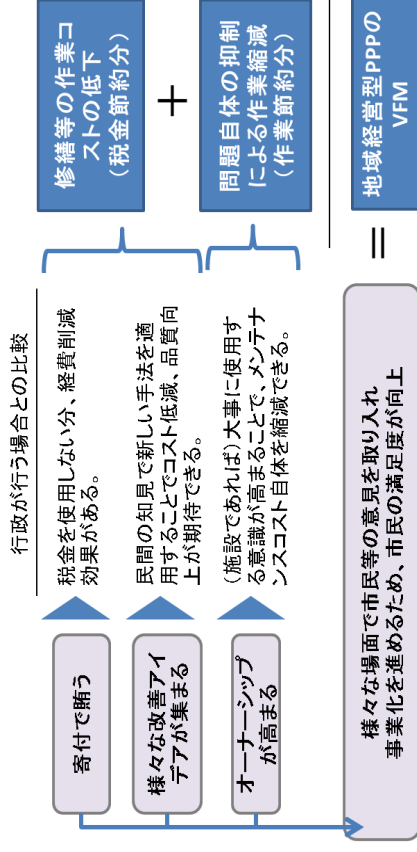 行政が行う場合との比較
寄付で賄う
税金を使用しない分、経費削減
効果がある。
様々な改善アイ
デアが集まる
民間の知見で新しい手法を適
用することでコスト低減、品質向
上が期待できる。
オーナーシップ
が高まる
(施設であれば)大事に使用す
る意識が高まることで、メンテナ
ンスコスト自体を縮減できる。
修繕等の作業コ
ストの低下
(税金節約分)
+
問題自体の抑制
による作業縮減
(作業節約分)
様々な場面で市民等の意見を取り入れ
事業化を進めるため、市民の満足度が向上
=
地域経営型PPPの
VFM